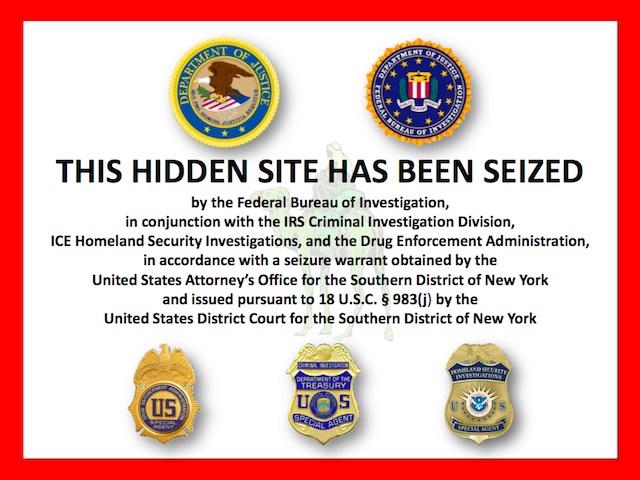 DEPARTMENT OF JUSTICE
DEPARTMENT OF JUSTICE
FEDERAL BUREAU OF INVESTIGATION
THIS HIDDEN SITE HAS BEEN SEIZED
by the Federal Bureau of Investigation,
in conjunction with the IRS Criminal Investigation Division,
ICE Homeland Security Investigations, and the Drug Enforcement Administration,
in accordance with a seizure warrant obtained by the
United States Attorney’s Office for the Southern District of New York
and issued pursuant to 18 U.S.C. § 983(j) by the
United States District Court for the Southern District of New York
US
SPECIAL
AGENT
CRIMINAL INVESTIGATION
DEPARTMENT OF THE
TREASURY
U S
SPECIAL AGENT
HOMELAND SECURITY
INVESTIGATIONS
U S
SPECIAL AGENT